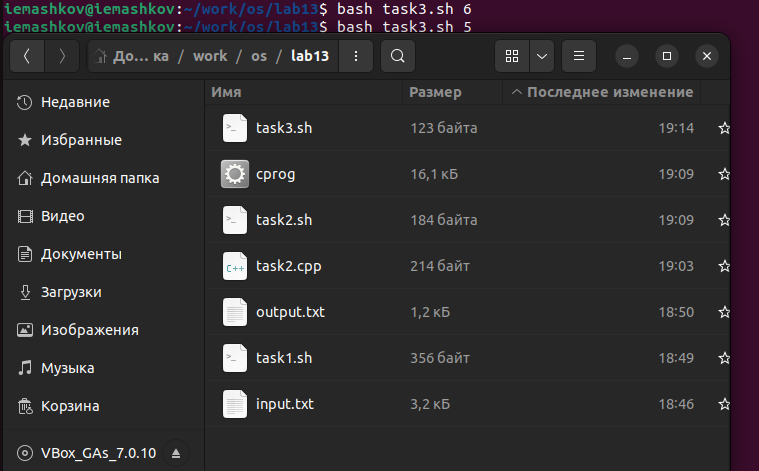 iemashkov@iemashkov:~/work/os/lab13$ bash task3.sh 6
iemashkov@iemashkov:~/work/os/lab13$ bash task3.sh 5
До… ка / work / os / lab13
Имя Размер Последнее изменение
Недавние
Избранные
Домашняя папка
Видео
Документы
Загрузки
Изображения
Музыка
Корзина
VBox_GAs_7.0.10
task3.sh 123 байта 19:14
cprog 16,1 кБ 19:09
task2.sh 184 байта 19:09
C++ task2.cpp 214 байт 19:03
output.txt 1,2 кБ 18:50
task1.sh 356 байт 18:49
input.txt 3,2 кБ 18:46